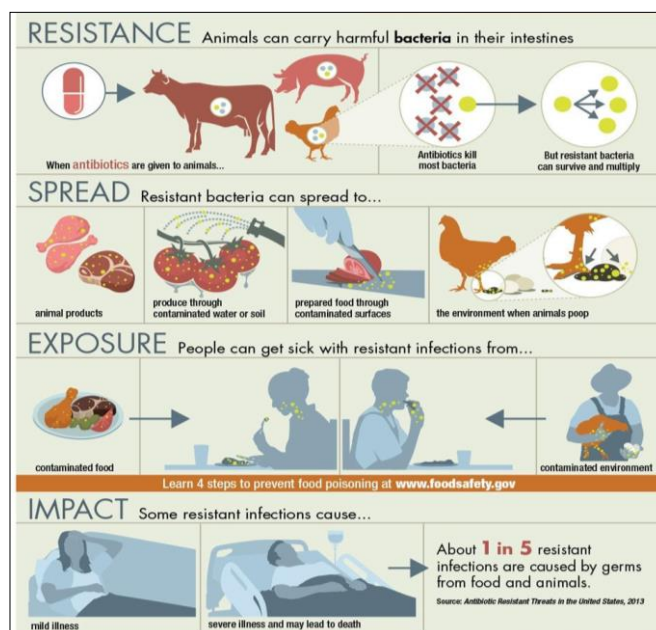 RESISTANCE Animals can carry harmful bacteria in their intestines
When antibiotics are given to animals...
Antibiotics kill
most bacteria
But resistant bacteria
can survive and multiply
SPREAD Resistant bacteria can spread to...
animal products
produce through
contaminated water or soil
prepared food through
contaminated surfaces
the environment when animals poop
EXPOSURE People can get sick with resistant infections from...
contaminated food
contaminated environment
Learn 4 steps to prevent food poisoning at www.foodsafety.gov
IMPACT Some resistant infections cause...
mild illness
severe illness and may lead to death
About 1 in 5 resistant
infections are caused by germs
from food and animals.
Source: Antibiotic Resistant Threats in the United States, 2013